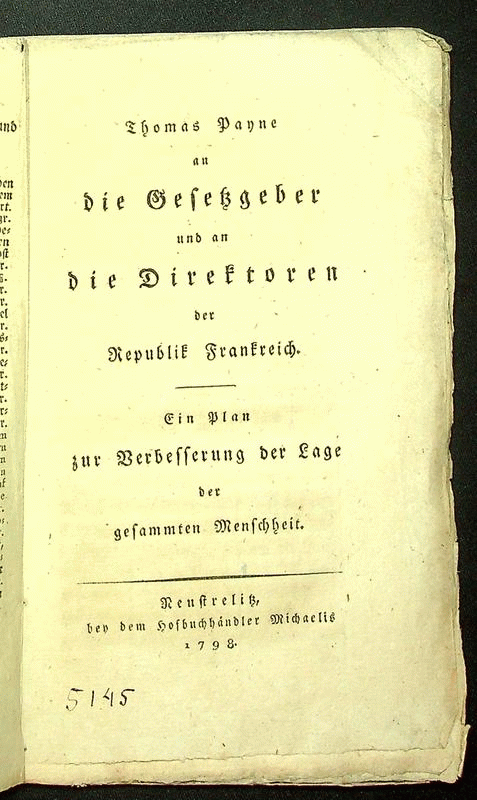 Thomas Payne
an
die Gesetzgeber
und an
die Direktoren
der
Republik Frankreich.
Ein Plan
zur Verbesserung der Lage
der
gesammten Menschheit.
Neustrelitz,
bey dem Hofbuchhändler Michaelis
1798.
5145